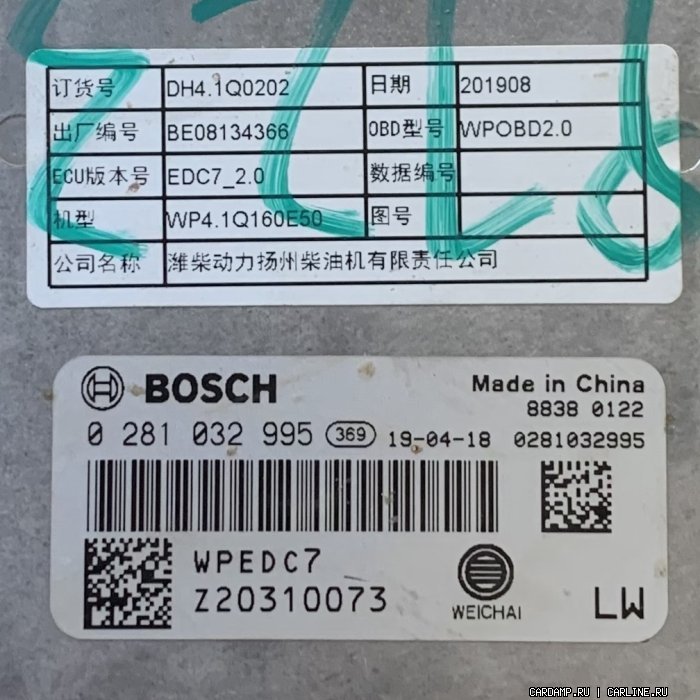 订货号 DH4.1Q0202 日期 201908
出厂编号 BE08134366 OBD型号 WPOBD2.0
ECU版本号 EDC7_2.0 数据编号
机型 WP4.1Q160E50 图号
公司名称 潍柴动力扬州柴油机有限责任公司
BOSCH Made in China
8838 0122
0 281 032 995 369 19-04-18 0281032995
WPEDC7
Z20310073 WEICHAI LW
CARDAMP.RU | CARLINE.RU